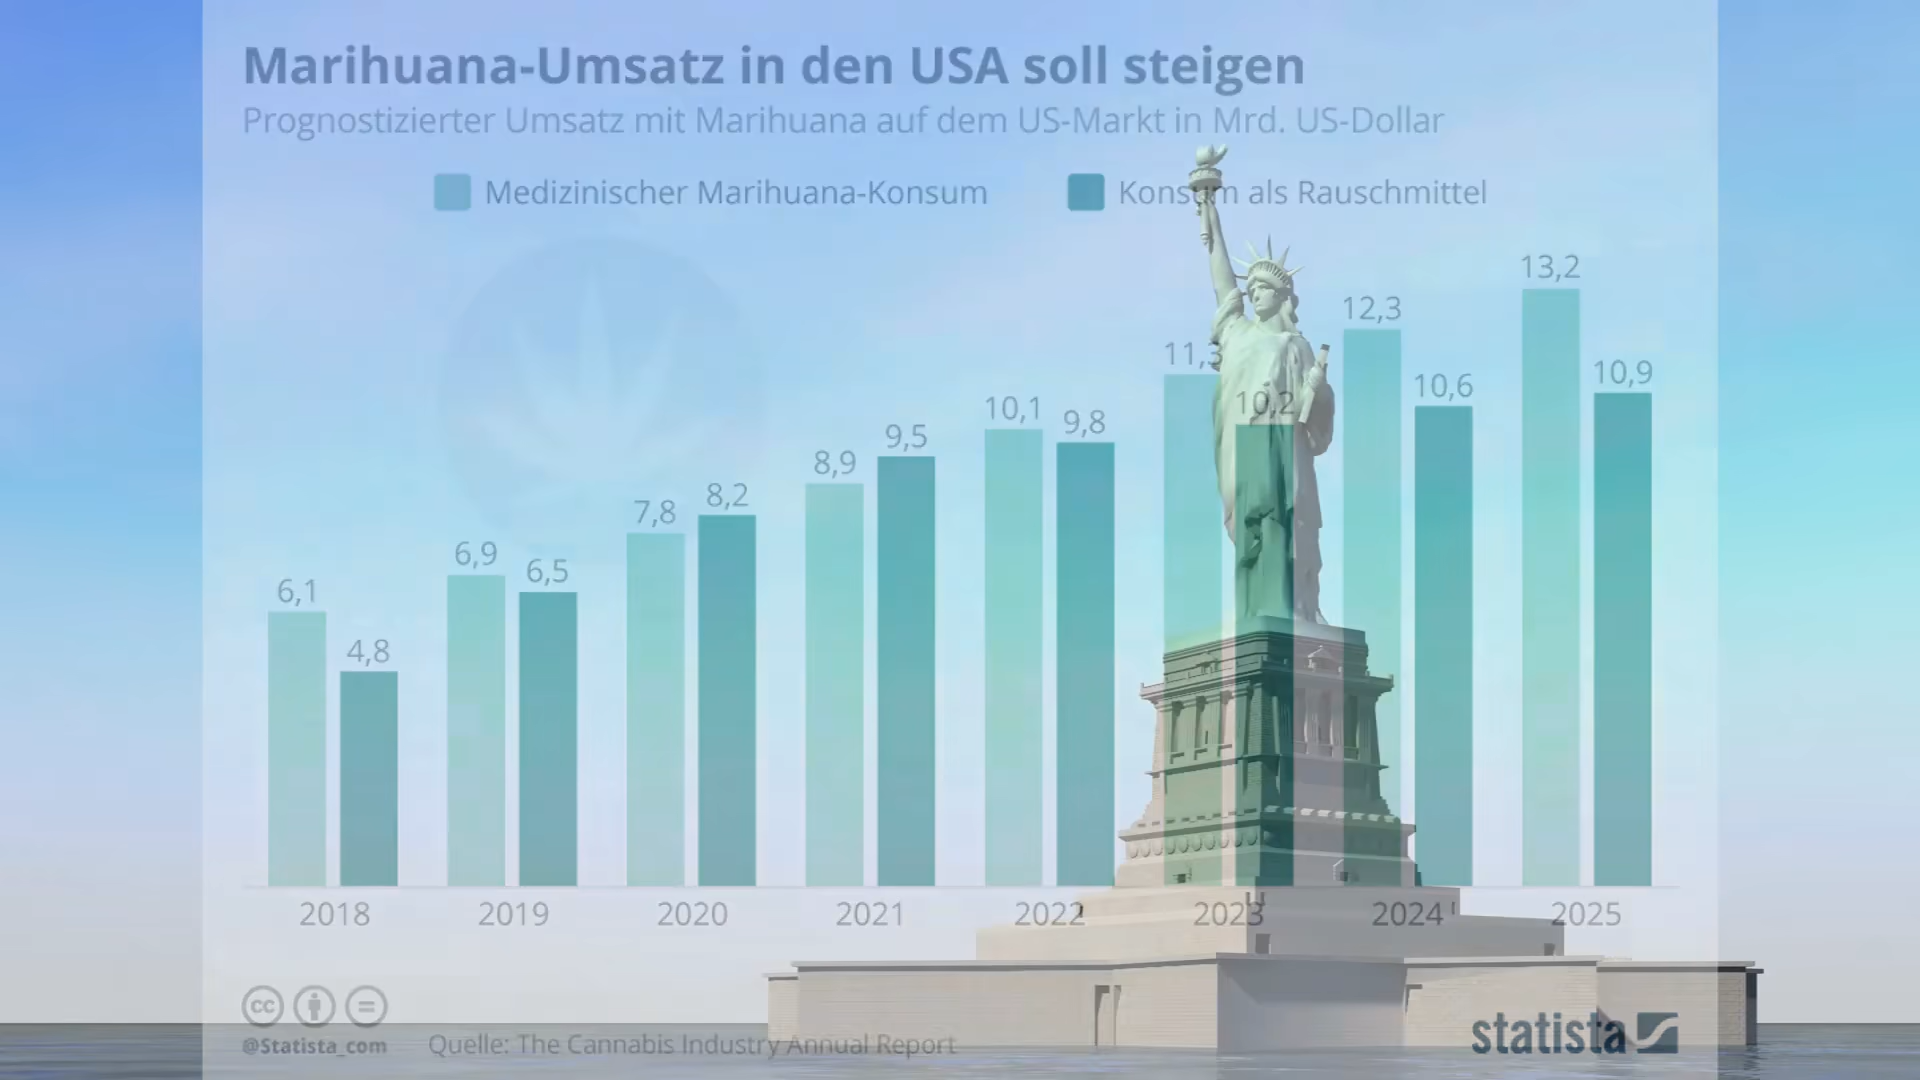 Marihuana-Umsatz in den USA soll steigen
Prognostizierter Umsatz mit Marihuana auf dem US-Markt in Mrd. US-Dollar
Medizinischer Marihuana-Konsum
Konsum als Rauschmittel
6,1
4,8
6,9
6,5
7,8
8,2
8,9
9,5
10,1
9,8
11,3
10,2
12,3
10,6
13,2
10,9
2018 2019 2020 2021 2022 2023 2024 2025
cc
@Statista_com
Quelle: The Cannabis Industry Annual Report
statista